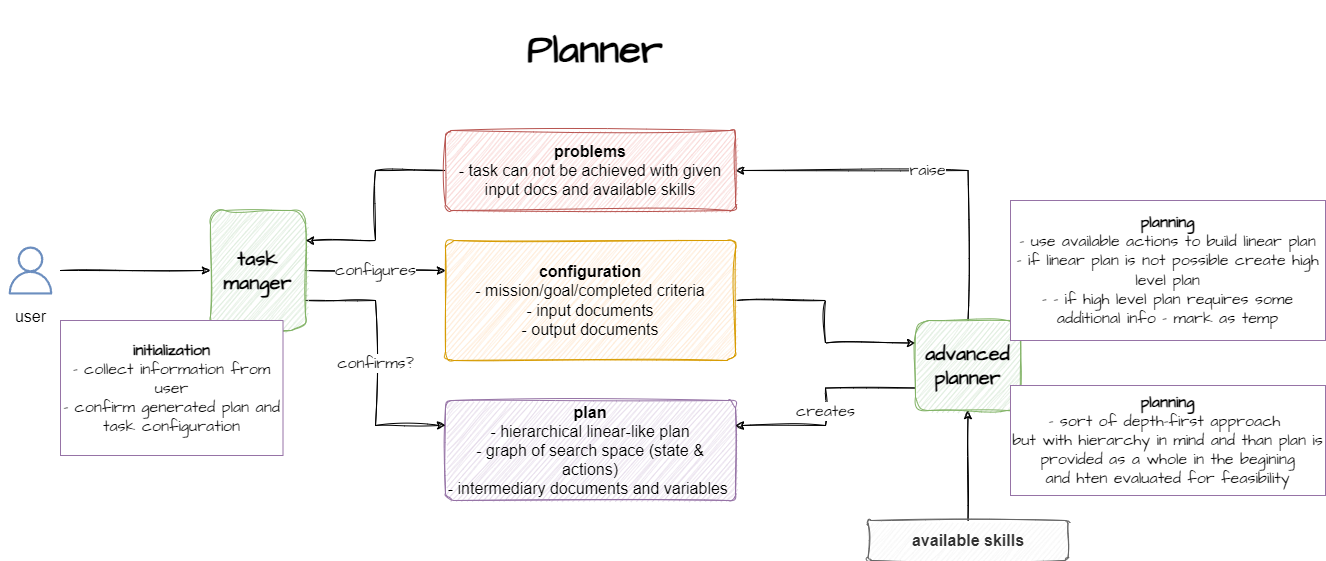 Planner
problems
- task can not be achieved with given
input docs and available skills
raise
task
manger
configures
configuration
- mission/goal/completed criteria
- input documents
- output documents
user
initialization
- collect information from
user
- confirm generated plan and
task configuration
confirms?
plan
- hierarchical linear-like plan
- graph of search space (state &
actions)
- intermediary documents and variables
creates
advanced
planner
planning
- use available actions to build linear plan
- if linear plan is not possible create high
level plan
- - if high level plan requires some
additional info - mark as temp
planning
- sort of depth-first approach
but with hierarchy in mind and than plan is
provided as a whole in the begining
and hten evaluated for feasibility
available skills